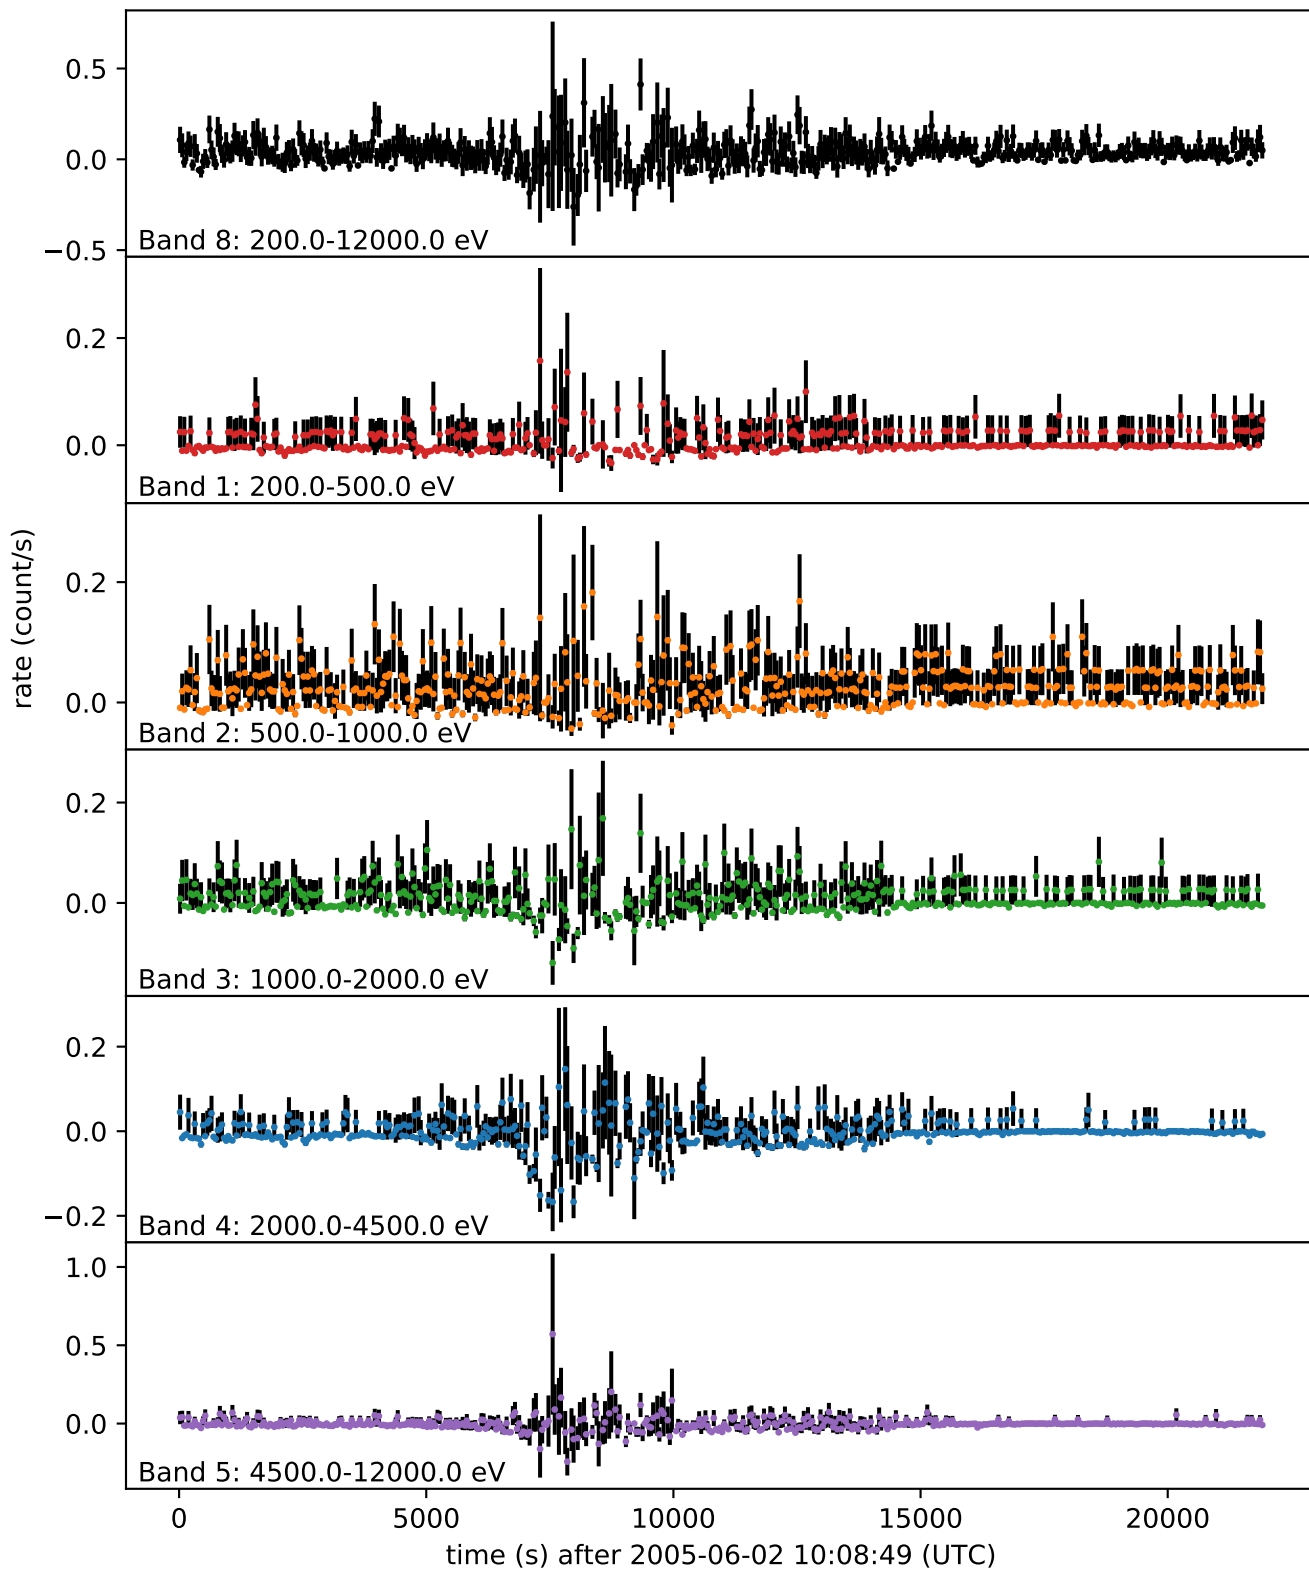 0.5
0.0
−0.5
Band 8: 200.0-12000.0 eV
0.2
0.0
Band 1: 200.0-500.0 eV
rate (count/s)
0.2
0.0
Band 2: 500.0-1000.0 eV
0.2
0.0
Band 3: 1000.0-2000.0 eV
0.2
0.0
−0.2
Band 4: 2000.0-4500.0 eV
1.0
0.5
0.0
Band 5: 4500.0-12000.0 eV
0 5000 10000 15000 20000
time (s) after 2005-06-02 10:08:49 (UTC)